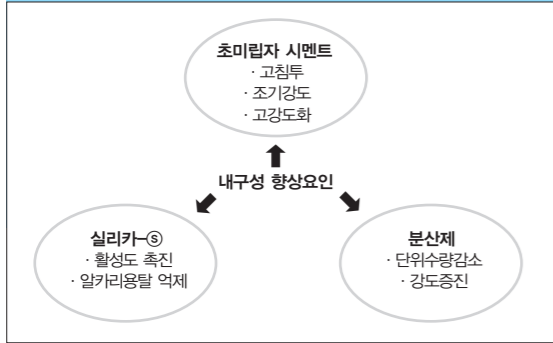 초미립자 시멘트
· 고침투
· 조기강도
· 고강도화
내구성 향상요인
실리카-ⓢ
· 활성도 촉진
· 알카리용탈 억제
분산제
· 단위수량감소
· 강도증진